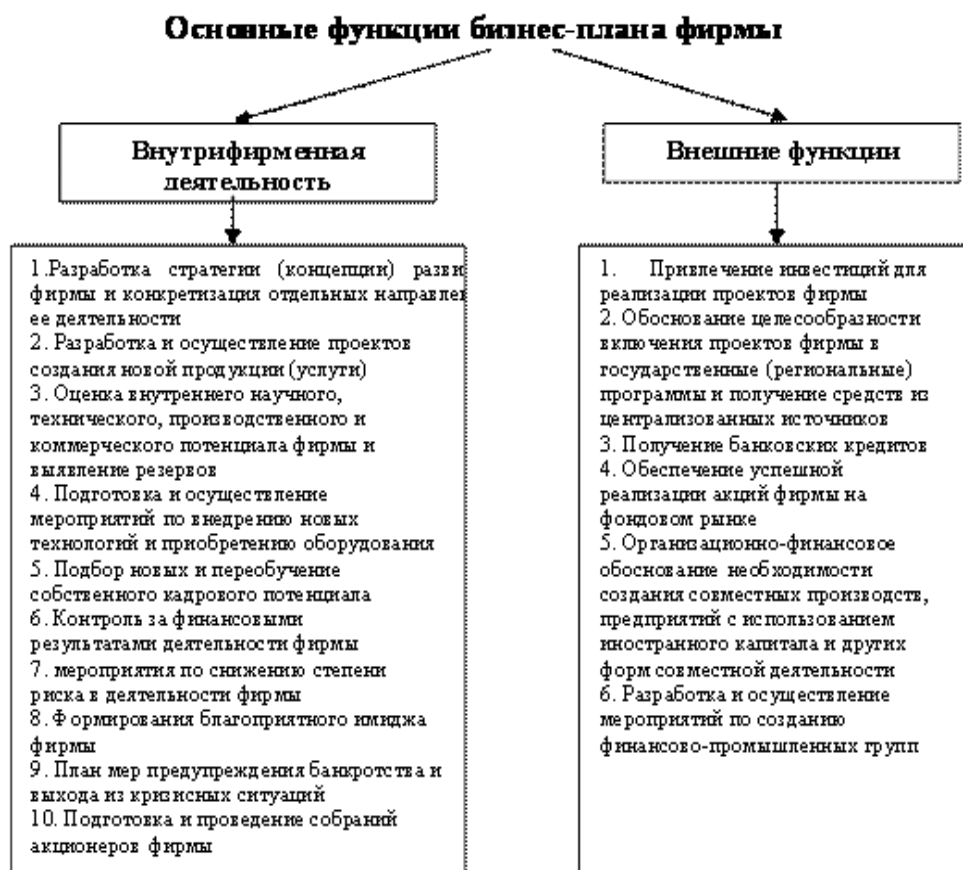 Основные функции бизнес-плана фирмы
Внутрифирменная
деятельность
Внешние функции
1.Разработка стратегии (концепции) разви
фирмы и конкретизация отдельных направлен
ее деятельности
2. Разработка и осуществление проектов
создания новой продукции (услуги)
3. Оценка внутреннего научного,
технического, производственного и
коммерческого потенциала фирмы и
выявление резервов
4. Подготовка и осуществление
мероприятий по внедрению новых
технологий и приобретению оборудования
5. Подбор новых и переобучение
собственного кадрового потенциала
6. Контроль за финансовыми
результатами деятельности фирмы
7. мероприятия по снижению степени
риска в деятельности фирмы
8. Формирования благоприятного имиджа
фирмы
9. План мер предупреждения банкротства и
выхода из кризисных ситуаций
10. Подготовка и проведение собраний
акционеров фирмы
1. Привлечение инвестиций для
реализации проектов фирмы
2. Обоснование целесообразности
включения проектов фирмы в
государственные (региональные)
программы и получение средств из
централизованных источников
3. Получение банковских кредитов
4. Обеспечение успешной
реализации акций фирмы на
фондовом рынке
5. Организационно-финансовое
обоснование необходимости
создания совместных производств,
предприятий с использованием
иностранного капитала и других
форм совместной деятельности
6. Разработка и осуществление
мероприятий по созданию
финансово-промышленных групп